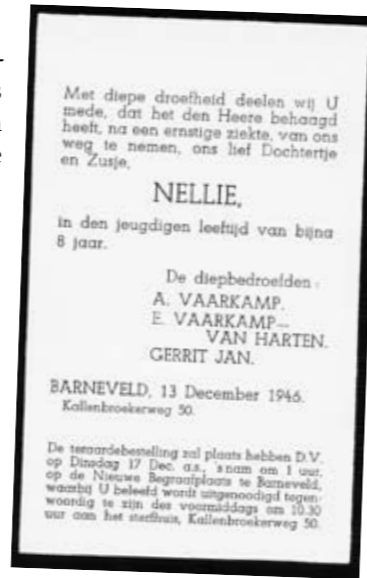 Met diepe droefheid deelen wij U
mede, dat het den Heere behaagd
heeft, na een ernstige ziekte, van ons
weg te nemen, ons lief Dochtertje
en Zusje,
NELLIE,
in den jeugdigen leeftijd van bijna
8 jaar.
De diepbedroefden:
A. VAARKAMP.
E. VAARKAMP—
VAN HARTEN.
GERRIT JAN.
BARNEVELD, 13 December 1946.
Kallenbroekerweg 50.
De teraardebestelling zal plaats hebben D.V.
op Dinsdag 17 Dec. a.s., 's nam om 1 uur,
op de Nieuwe Begraafplaats te Barneveld,
waarbij U beleefd wordt uitgenoodigd tegen-
woordig te zijn des voormiddags om 10.30
uur aan het sterfhuis, Kallenbroekerweg 50.